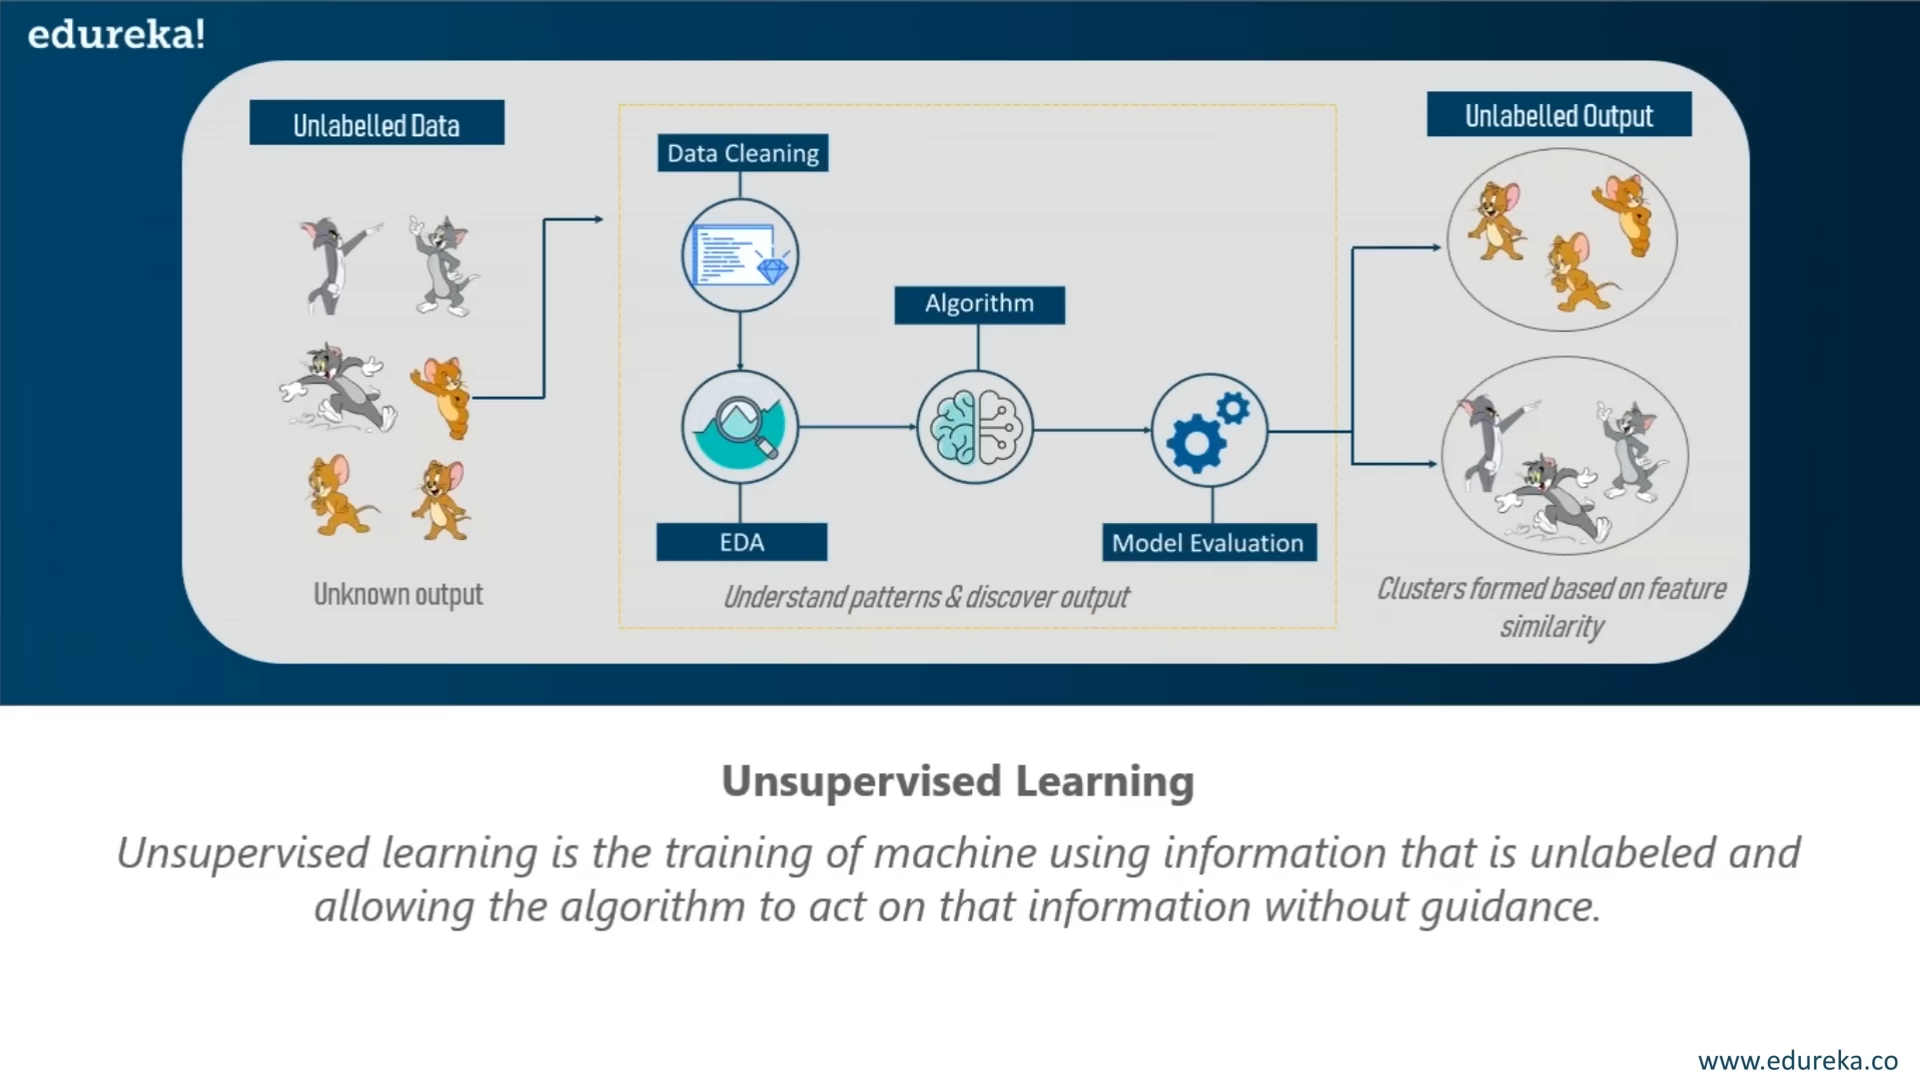 edureka!
Unlabelled Data
Unknown output
Data Cleaning
EDA
Algorithm
Model Evaluation
Understand patterns & discover output
Unlabelled Output
Clusters formed based on feature
similarity
Unsupervised Learning
Unsupervised learning is the training of machine using information that is unlabeled and
allowing the algorithm to act on that information without guidance.
www.edureka.co